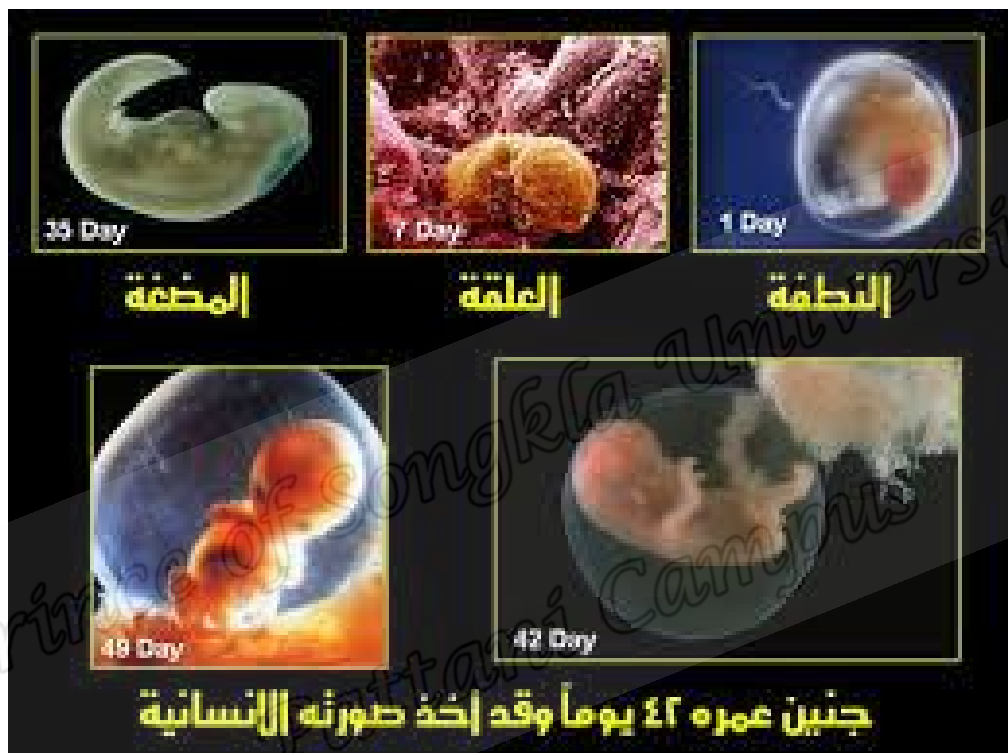 1 Day
7 Day
35 Day
النطفة
العلقة
المضغة
42 Day
49 Day
جنين عمره ٤٢ يوماً وقد إخذ صورته الإنسانية
Prince of Songkla Universi
Pattani Campus